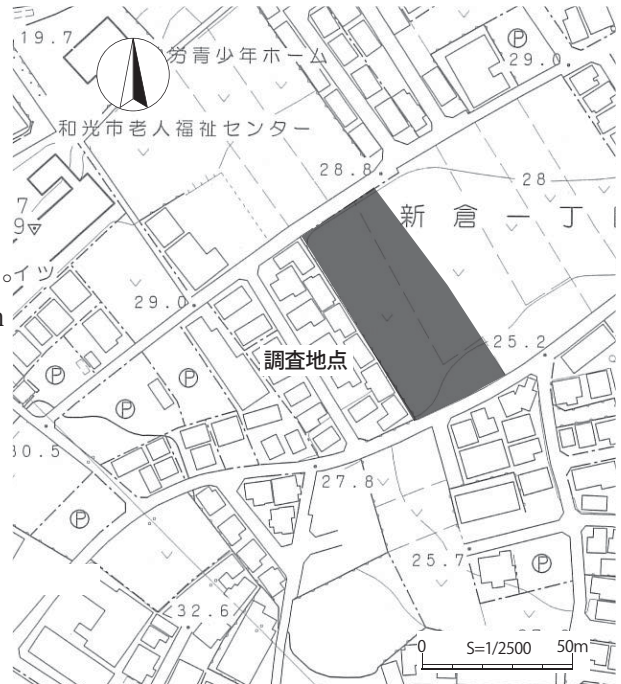 19.7
労青少年ホーム
和光市老人福祉センター
Ⓟ
29.0
28.8
28
新倉一丁
イツ
29.0
調査地点
25.2
Ⓟ
Ⓟ
Ⓟ
30.5
27.8
Ⓟ
25.7
Ⓟ
32.6
0 S=1/2500 50m